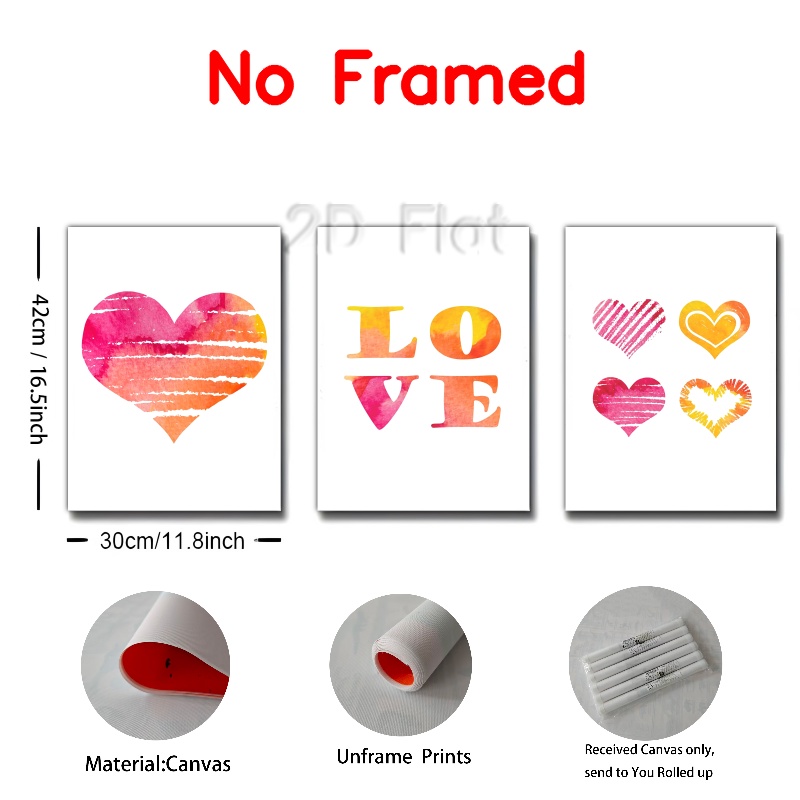 No Framed
2D Flat
42cm / 16.5inch
LO
VE
30cm/11.8inch
Material:Canvas
Unframe Prints
Received Canvas only,
send to You Rolled up